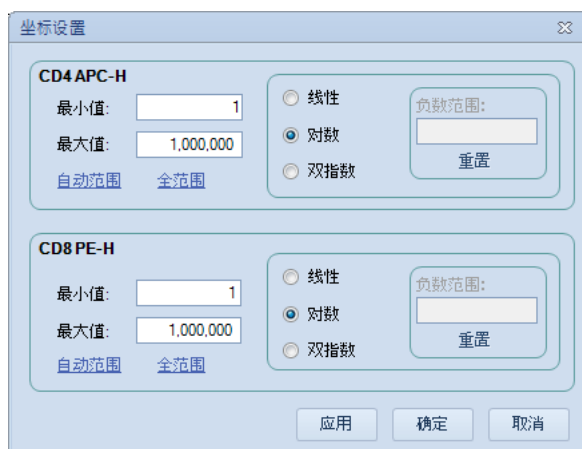 坐标设置
CD4 APC-H
最小值: 1
最大值: 1,000,000
自动范围 全范围
线性
对数
双指数
负数范围:
重置
CD8 PE-H
最小值: 1
最大值: 1,000,000
自动范围 全范围
线性
对数
双指数
负数范围:
重置
应用 确定 取消